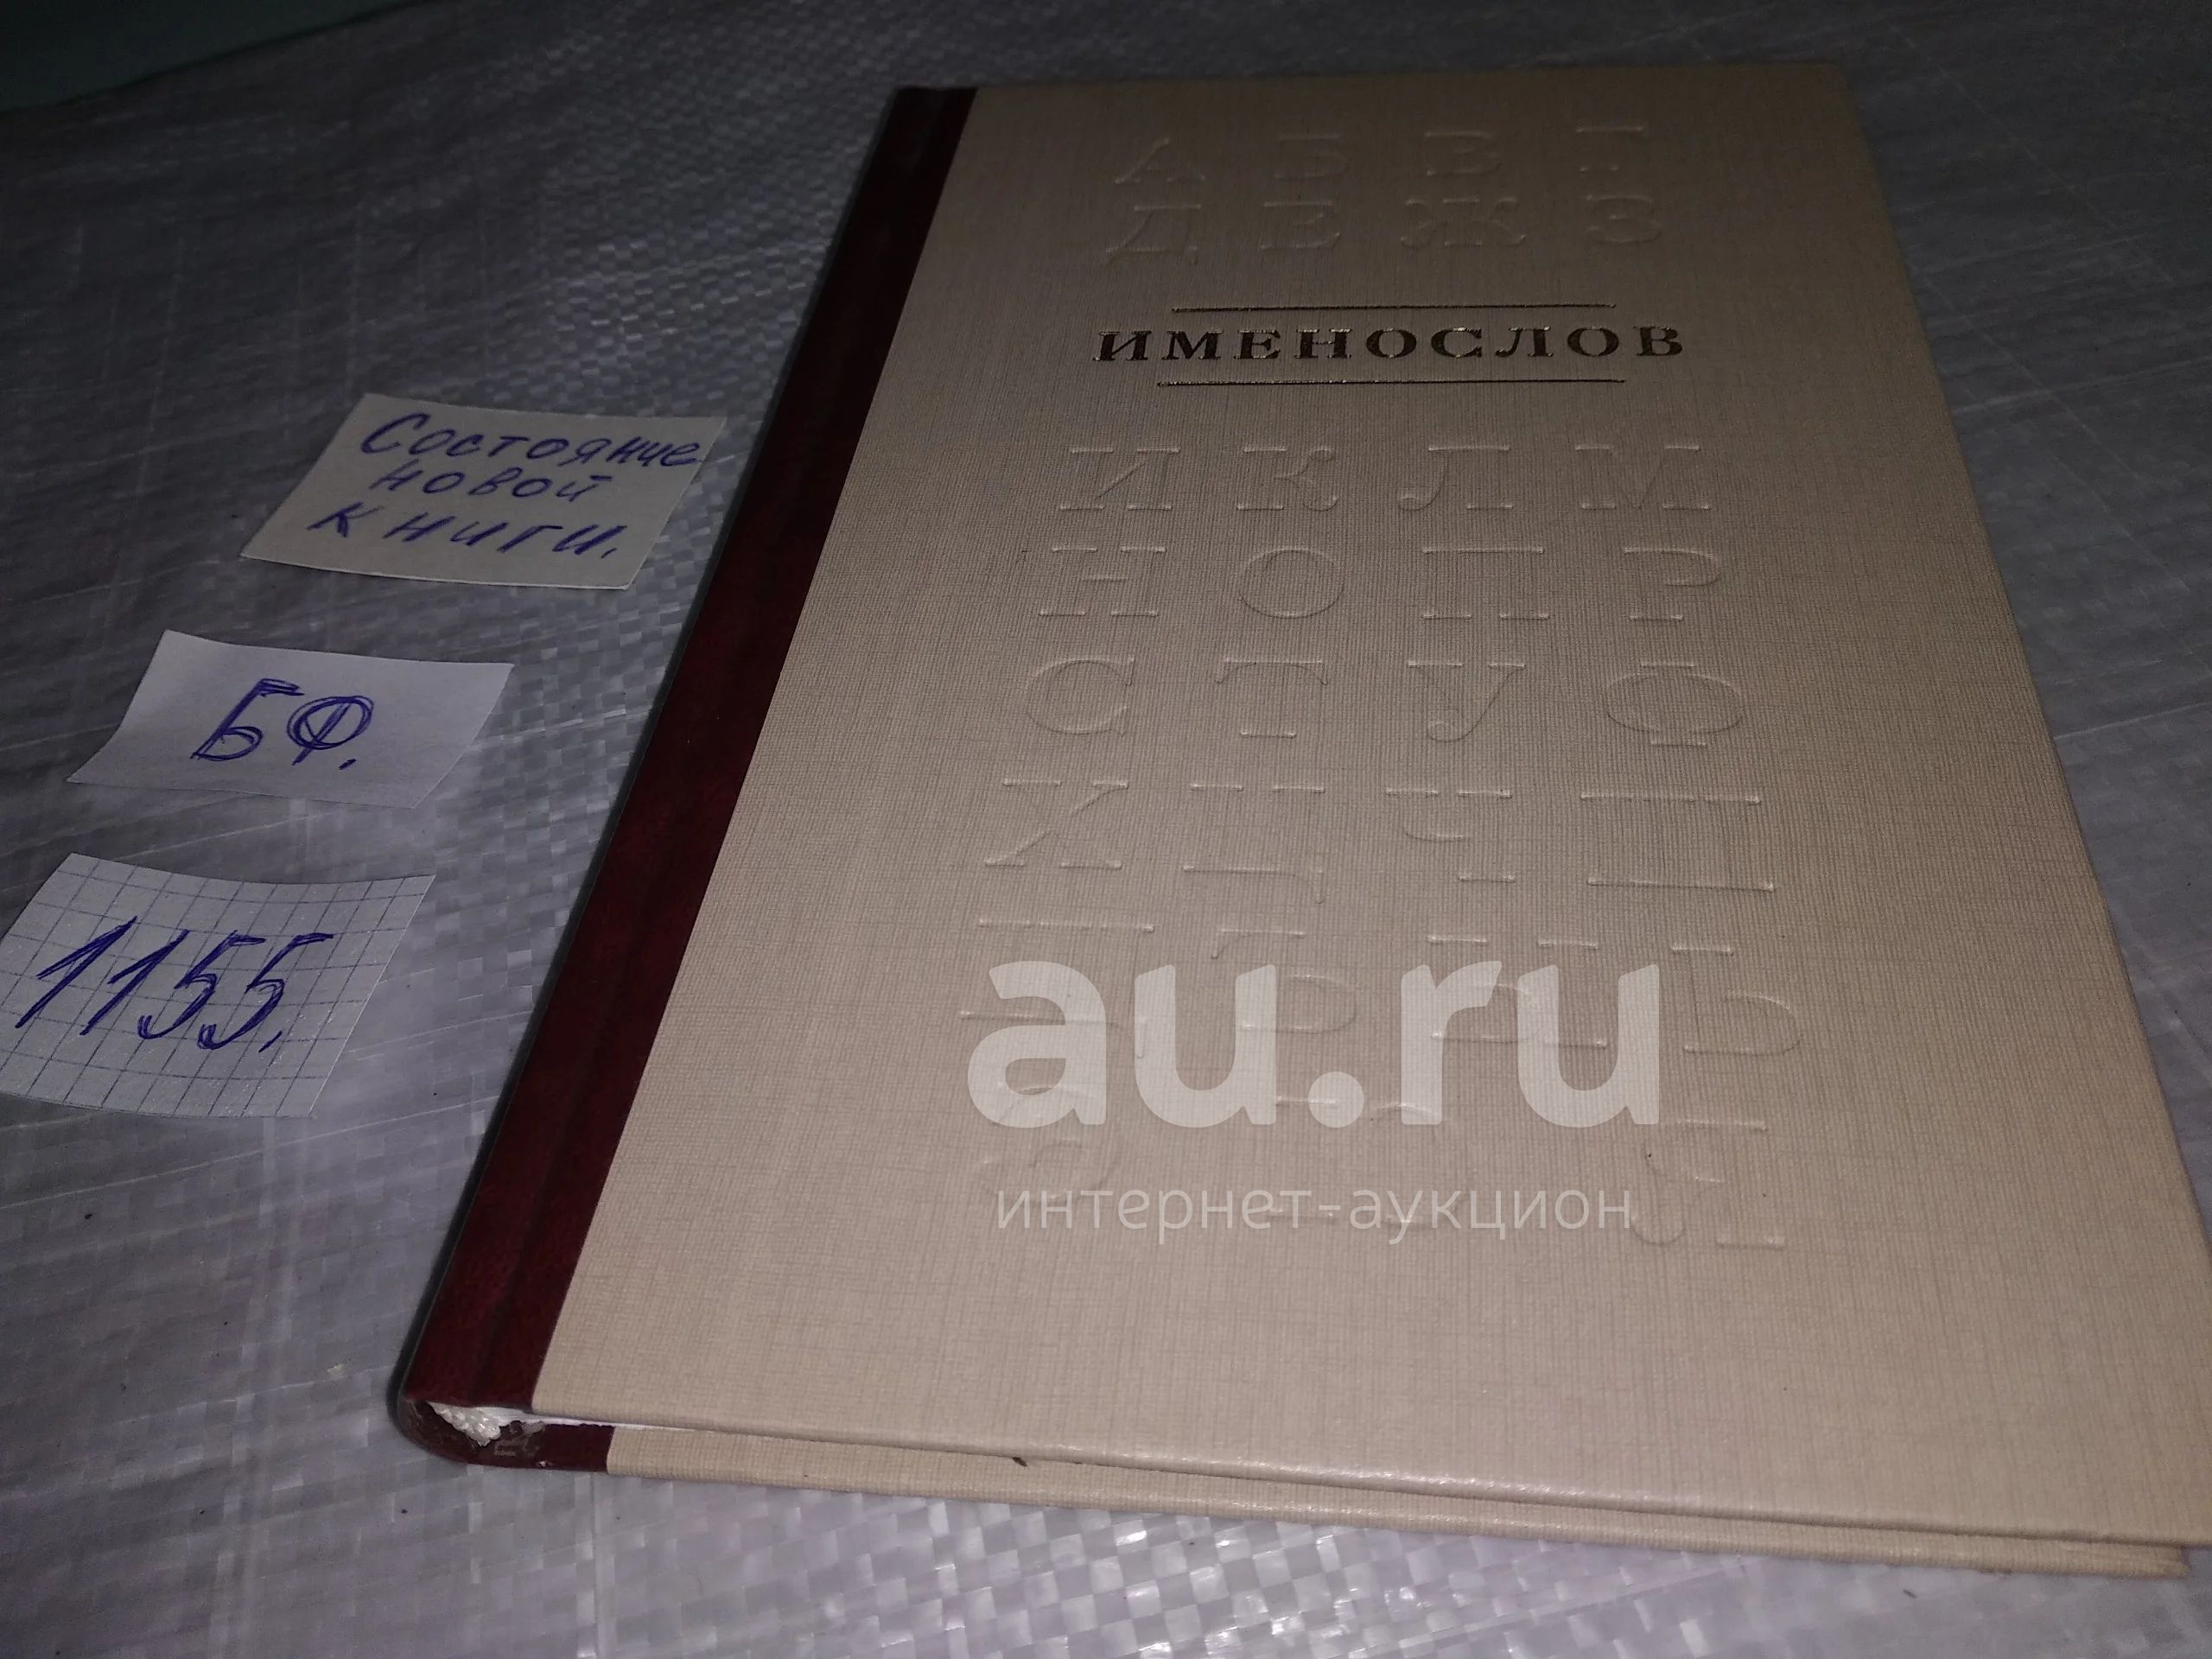 А Б В Г
Д Е Ж З
ИМЕНОСЛОВ
И К Л М
Н О П Р
С Т У Ф
Х Ц Ч Ш
Щ Ъ Ы Ь
Э Ю Я
Состояние
новой
книги.
БФ.
1155.
au.ru
интернет-аукцион